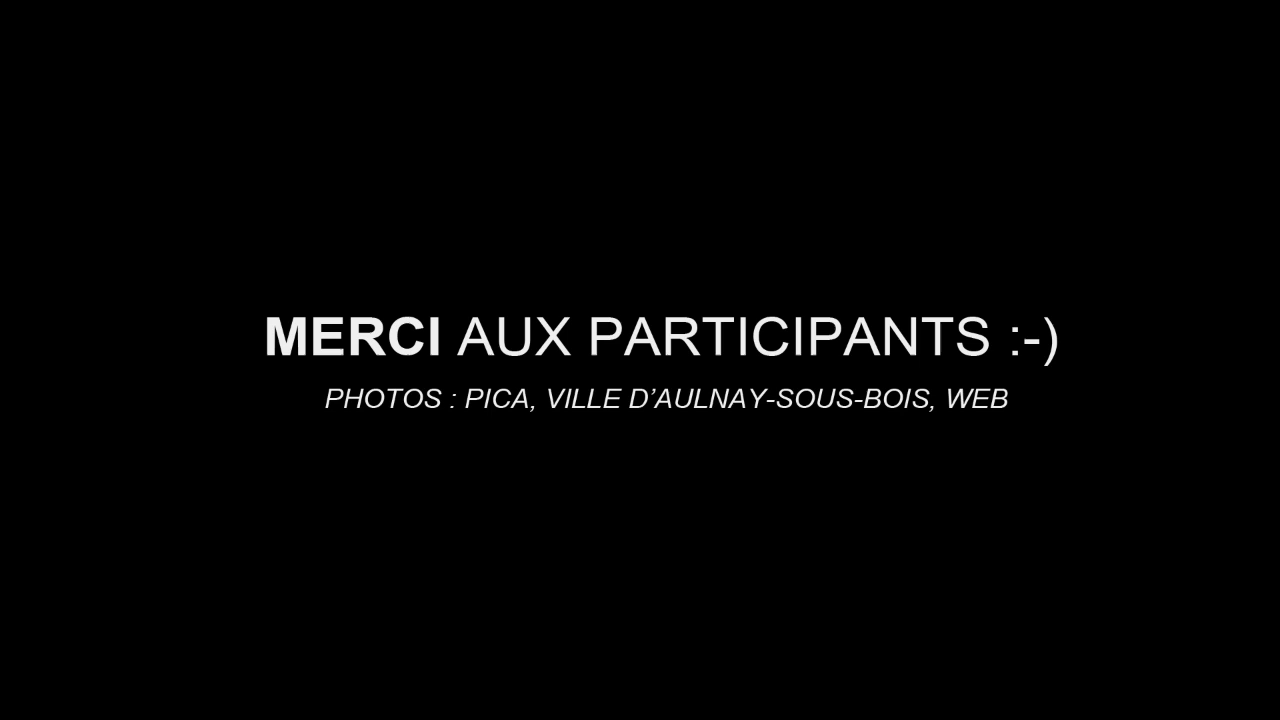 MERCI AUX PARTICIPANTS :-)
PHOTOS : PICA, VILLE D’AULNAY-SOUS-BOIS, WEB